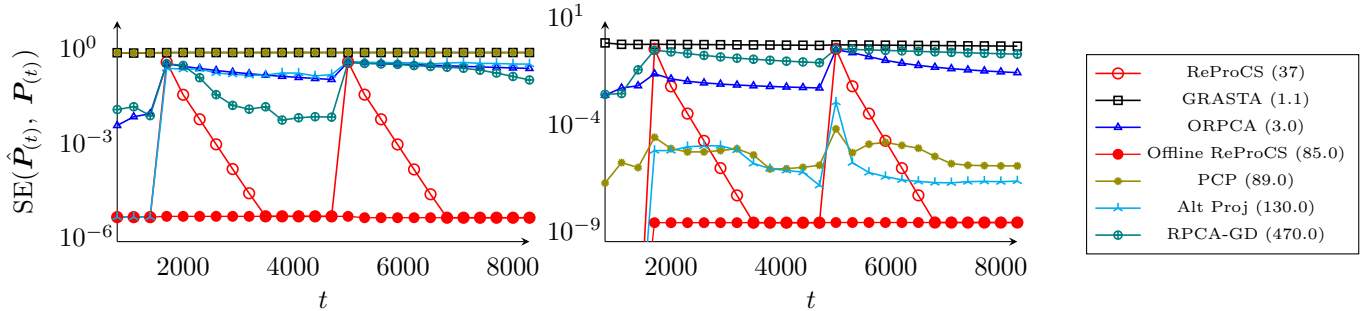 SE(P̂(t), P(t))
10^0
10^−3
10^−6
2000 4000 6000 8000
t
10^1
10^−4
10^−9
2000 4000 6000 8000
t
ReProCS (37)
GRASTA (1.1)
ORPCA (3.0)
Offline ReProCS (85.0)
PCP (89.0)
Alt Proj (130.0)
RPCA-GD (470.0)